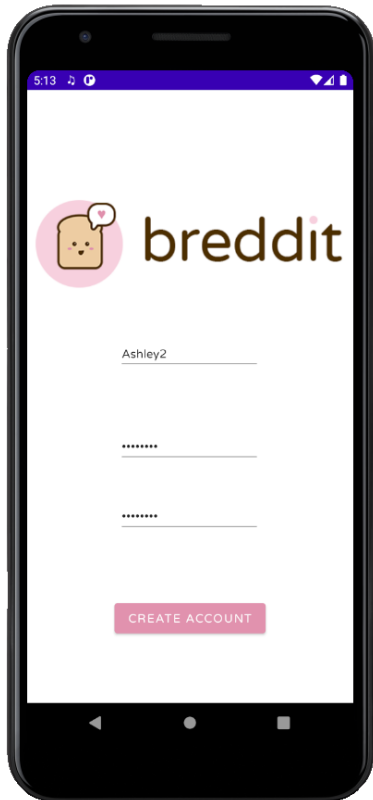 5:13
breddit
Ashley2
••••••••
••••••••
CREATE ACCOUNT